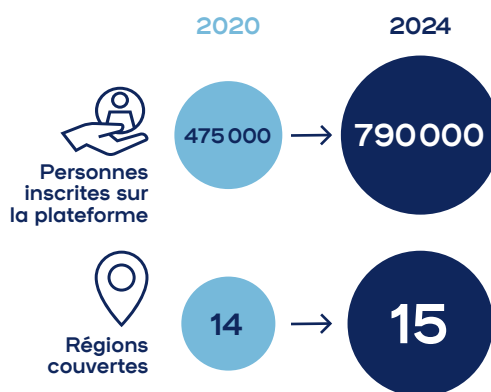 2020
2024
Personnes
inscrites sur
la plateforme
475 000
790 000
Régions
couvertes
14
15